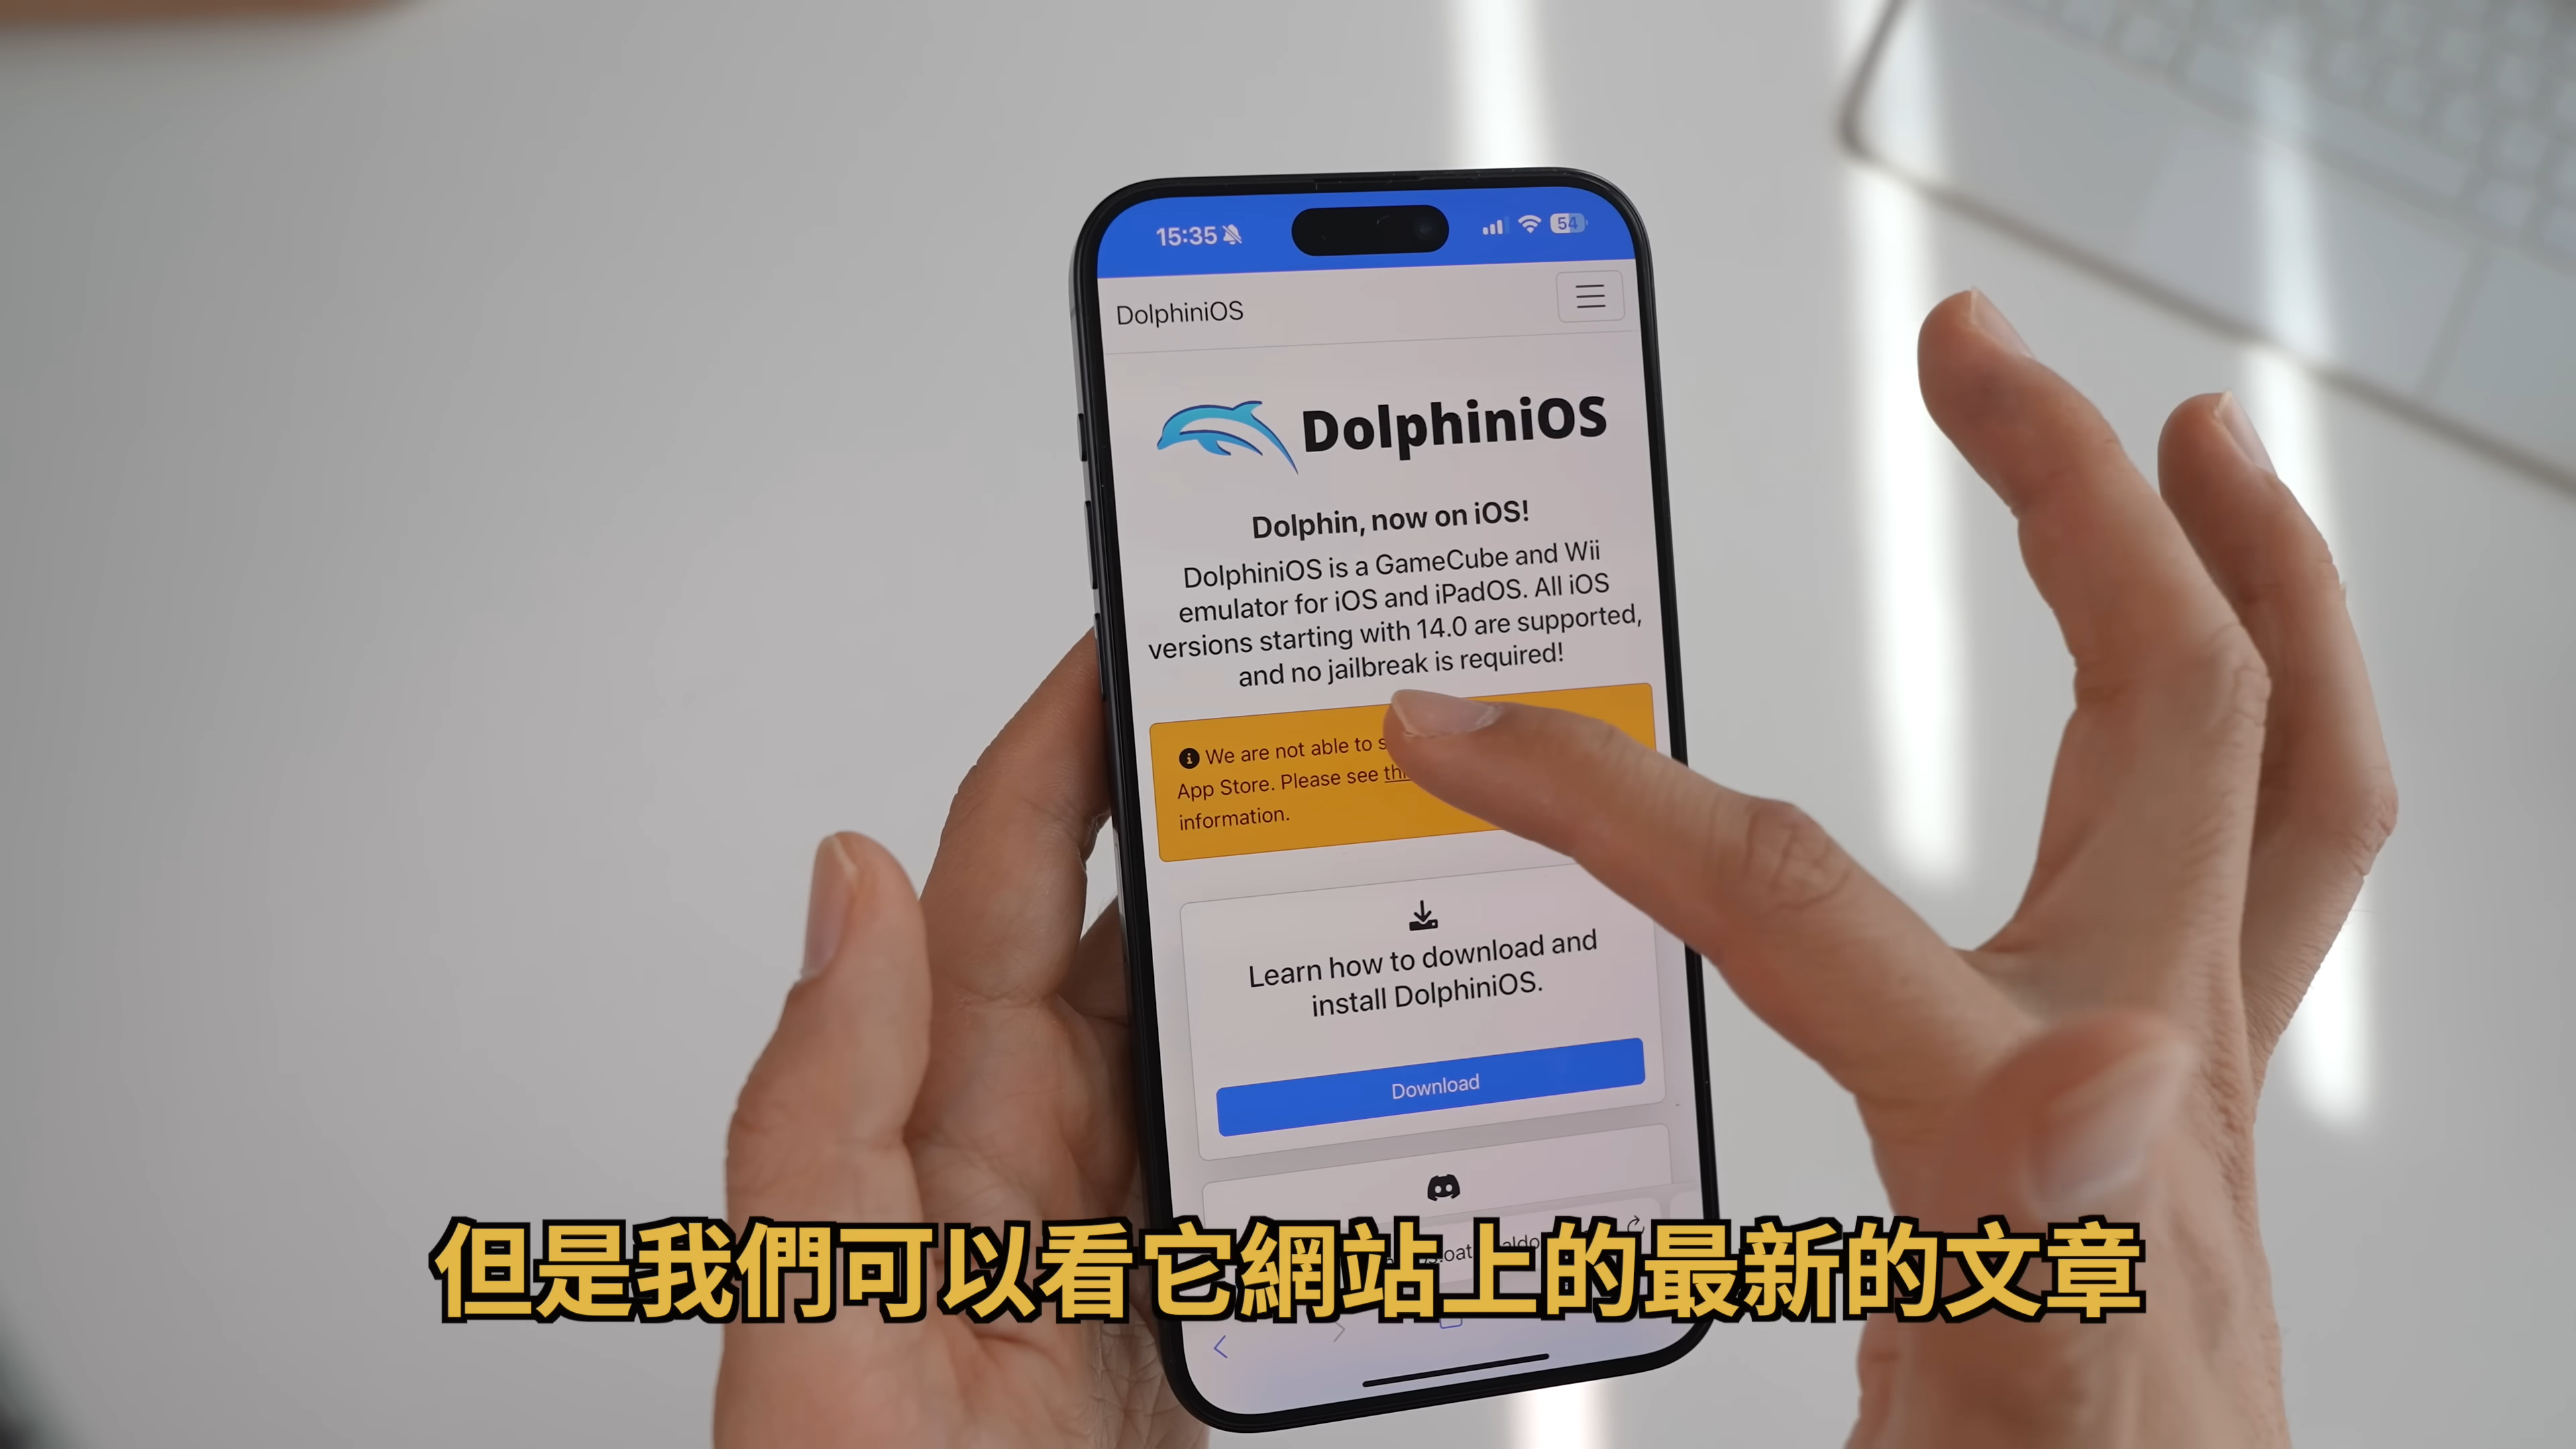 15:35
54
DolphiniOS
DolphiniOS
Dolphin, now on iOS!
DolphiniOS is a GameCube and Wii
emulator for iOS and iPadOS. All iOS
versions starting with 14.0 are supported,
and no jailbreak is required!
We are not able to
App Store. Please see
information.
Learn how to download and
install DolphiniOS.
Download
但是我們可以看它網站上的最新的文章